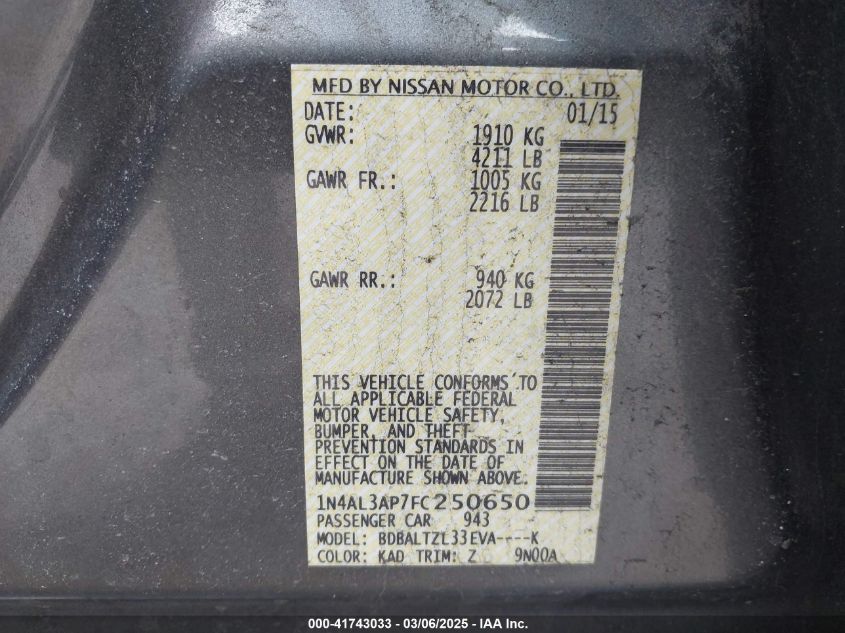 MFD BY NISSAN MOTOR CO., LTD.
DATE: 01/15
GVWR: 1910 KG
4211 LB
GAWR FR.: 1005 KG
2216 LB
GAWR RR.: 940 KG
2072 LB
THIS VEHICLE CONFORMS TO
ALL APPLICABLE FEDERAL
MOTOR VEHICLE SAFETY,
BUMPER, AND THEFT
PREVENTION STANDARDS IN
EFFECT ON THE DATE OF
MANUFACTURE SHOWN ABOVE.
1N4AL3AP7FC250650
PASSENGER CAR 943
MODEL: BDBALTZL33EVA----K
COLOR: KAD TRIM: Z 9N00A
000-41743033 - 03/06/2025 - IAA Inc.